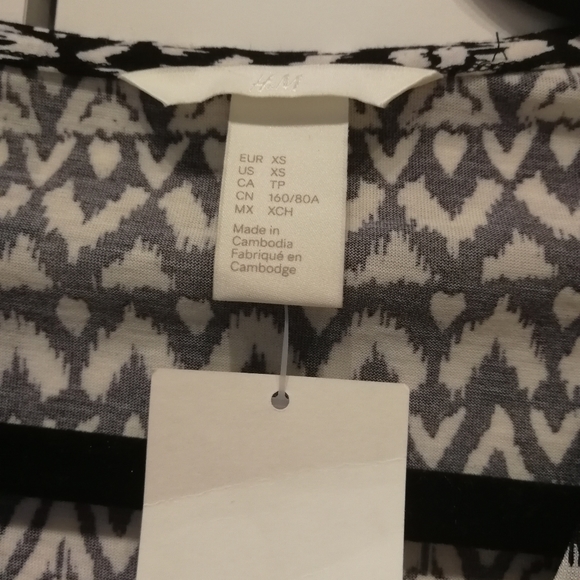 EUR XS
US XS
CA TP
CN 160/80A
MX XCH
Made in
Cambodia
Fabriqué en
Cambodge